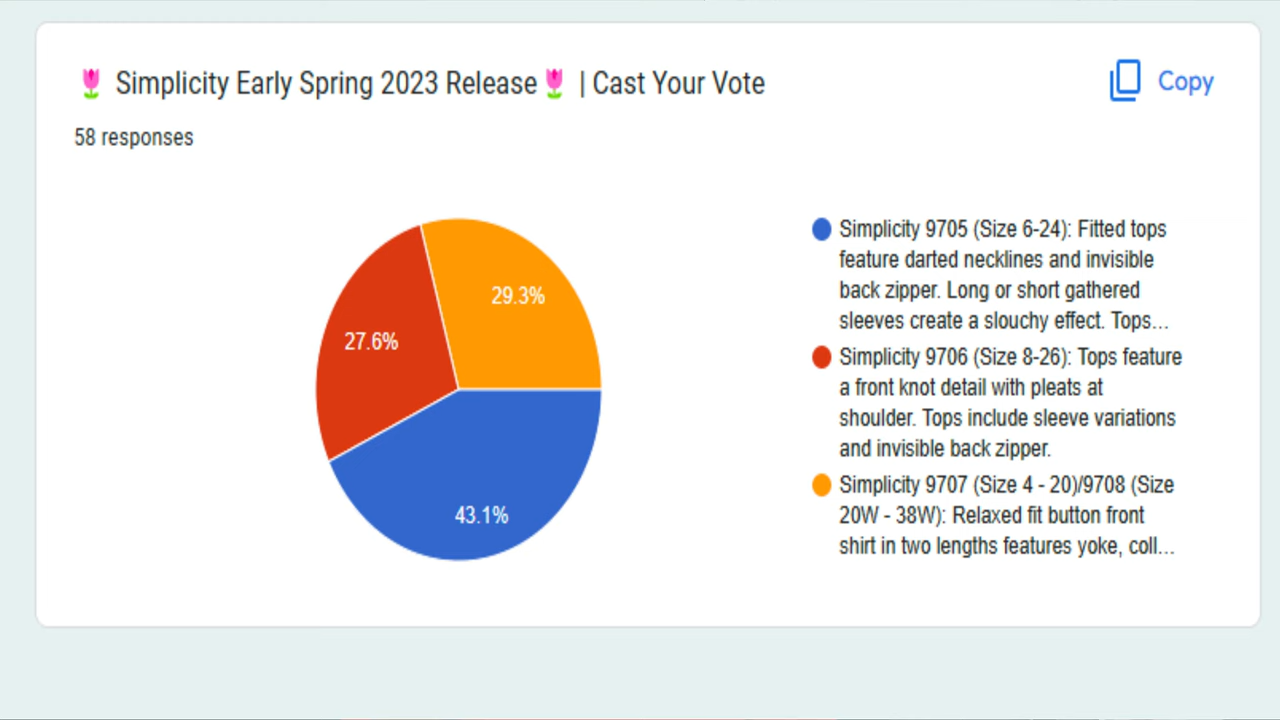 🌷 Simplicity Early Spring 2023 Release🌷 | Cast Your Vote
Copy
58 responses
29.3%
27.6%
43.1%
Simplicity 9705 (Size 6-24): Fitted tops
feature darted necklines and invisible
back zipper. Long or short gathered
sleeves create a slouchy effect. Tops...
Simplicity 9706 (Size 8-26): Tops feature
a front knot detail with pleats at
shoulder. Tops include sleeve variations
and invisible back zipper.
Simplicity 9707 (Size 4 - 20)/9708 (Size
20W - 38W): Relaxed fit button front
shirt in two lengths features yoke, coll...